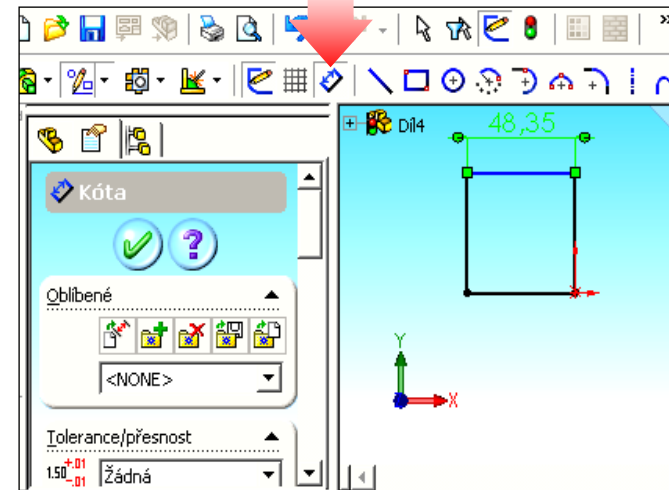 Díl4
48,35
Kóta
?
Oblíbené
<NONE>
Tolerance/přesnost
1.50 +.01 -.01
Žádná
Y
X